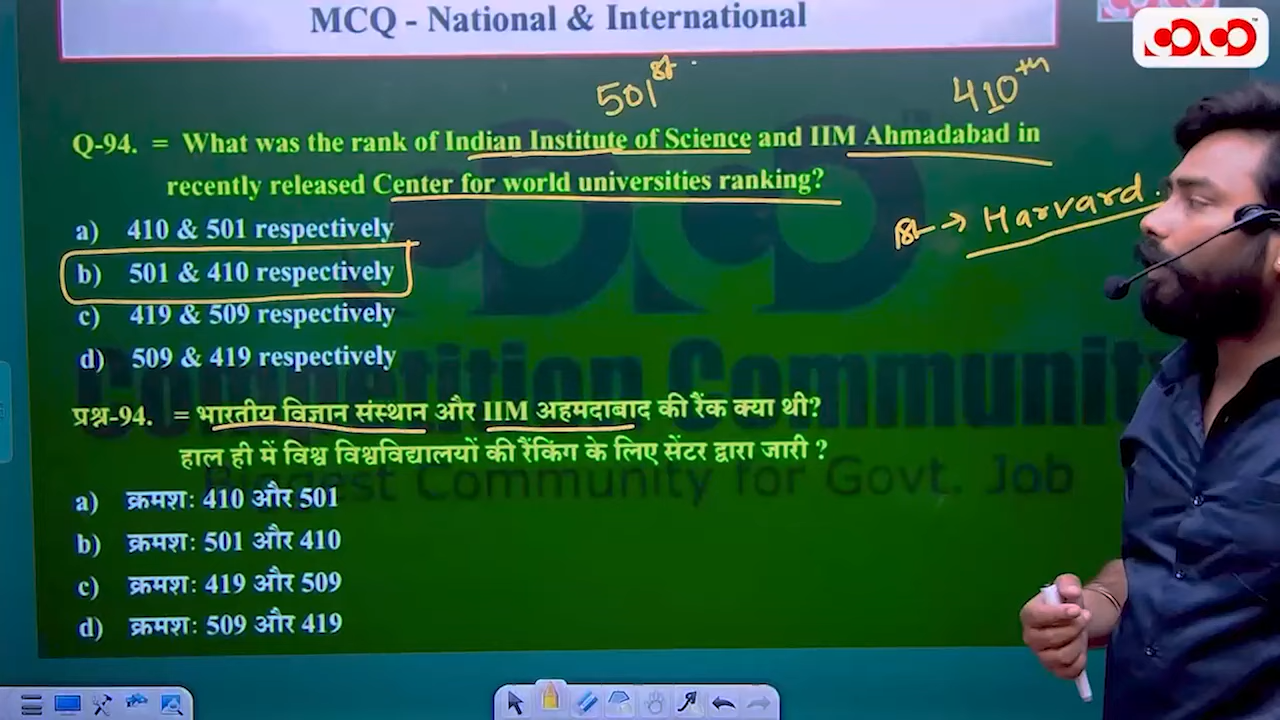 MCQ - National & International
501st
410th
Q-94. = What was the rank of Indian Institute of Science and IIM Ahmadabad in
recently released Center for world universities ranking?
1st → Harvard.
a) 410 & 501 respectively
b) 501 & 410 respectively
c) 419 & 509 respectively
d) 509 & 419 respectively
Competition Community
प्रश्न-94. = भारतीय विज्ञान संस्थान और IIM अहमदाबाद की रैंक क्या थी?
हाल ही में विश्व विश्वविद्यालयों की रैंकिंग के लिए सेंटर द्वारा जारी ?
Biggest Community for Govt. Job
a) क्रमश: 410 और 501
b) क्रमश: 501 और 410
c) क्रमश: 419 और 509
d) क्रमश: 509 और 419